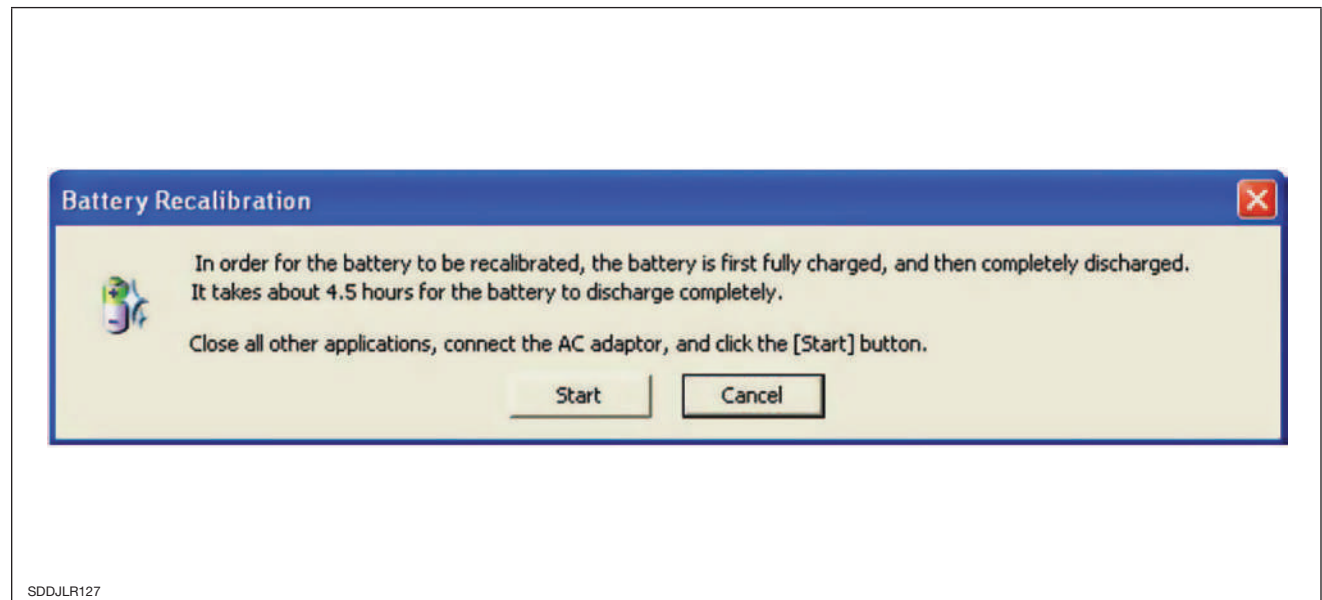 Battery Recalibration
In order for the battery to be recalibrated, the battery is first fully charged, and then completely discharged.
It takes about 4.5 hours for the battery to discharge completely.
Close all other applications, connect the AC adaptor, and click the [Start] button.
Start Cancel
SDDJLR127